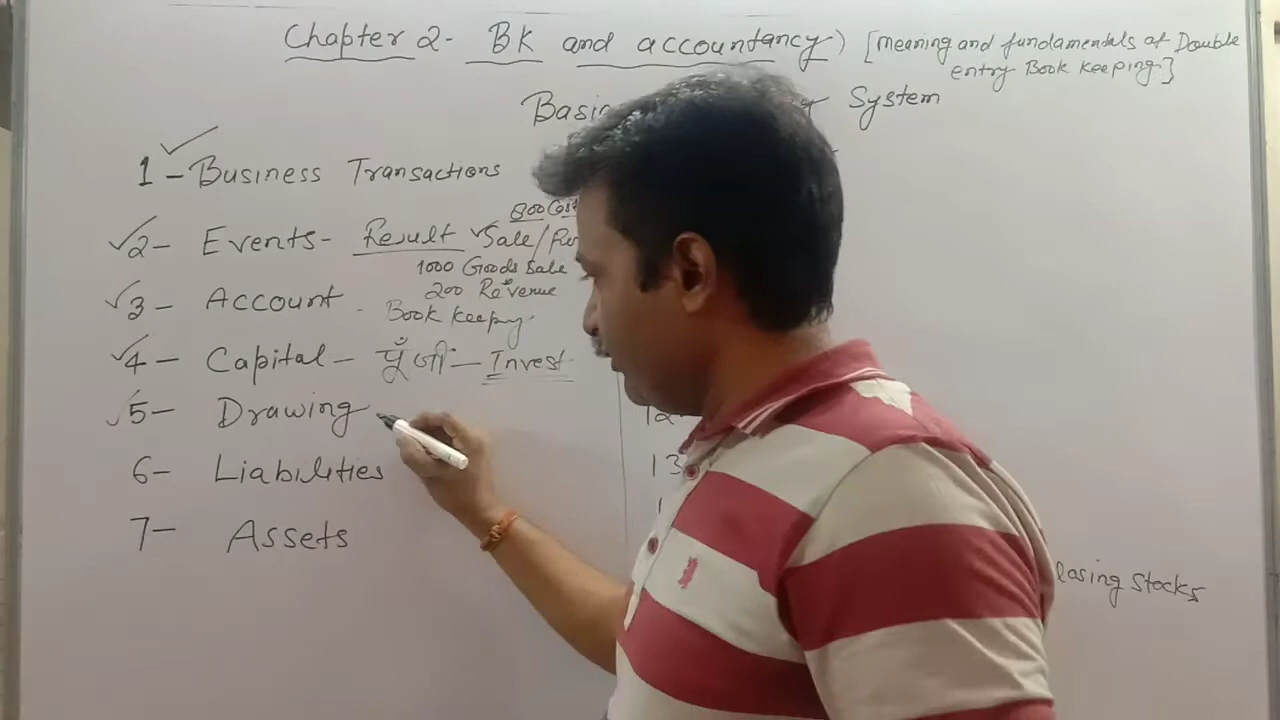 Chapter 2- BK and accountancy) [Meaning and fundamentals of Double
entry Book Keeping]
System
1- Business Transactions
800 Cost
2- Events- Result Sale/
1000 Goods Sale
200 Revenue
3- Account - Book keeping.
4- Capital- पूँजी- Invest
5- Drawing
12
6- Liabilities
13
7- Assets
losing stocks